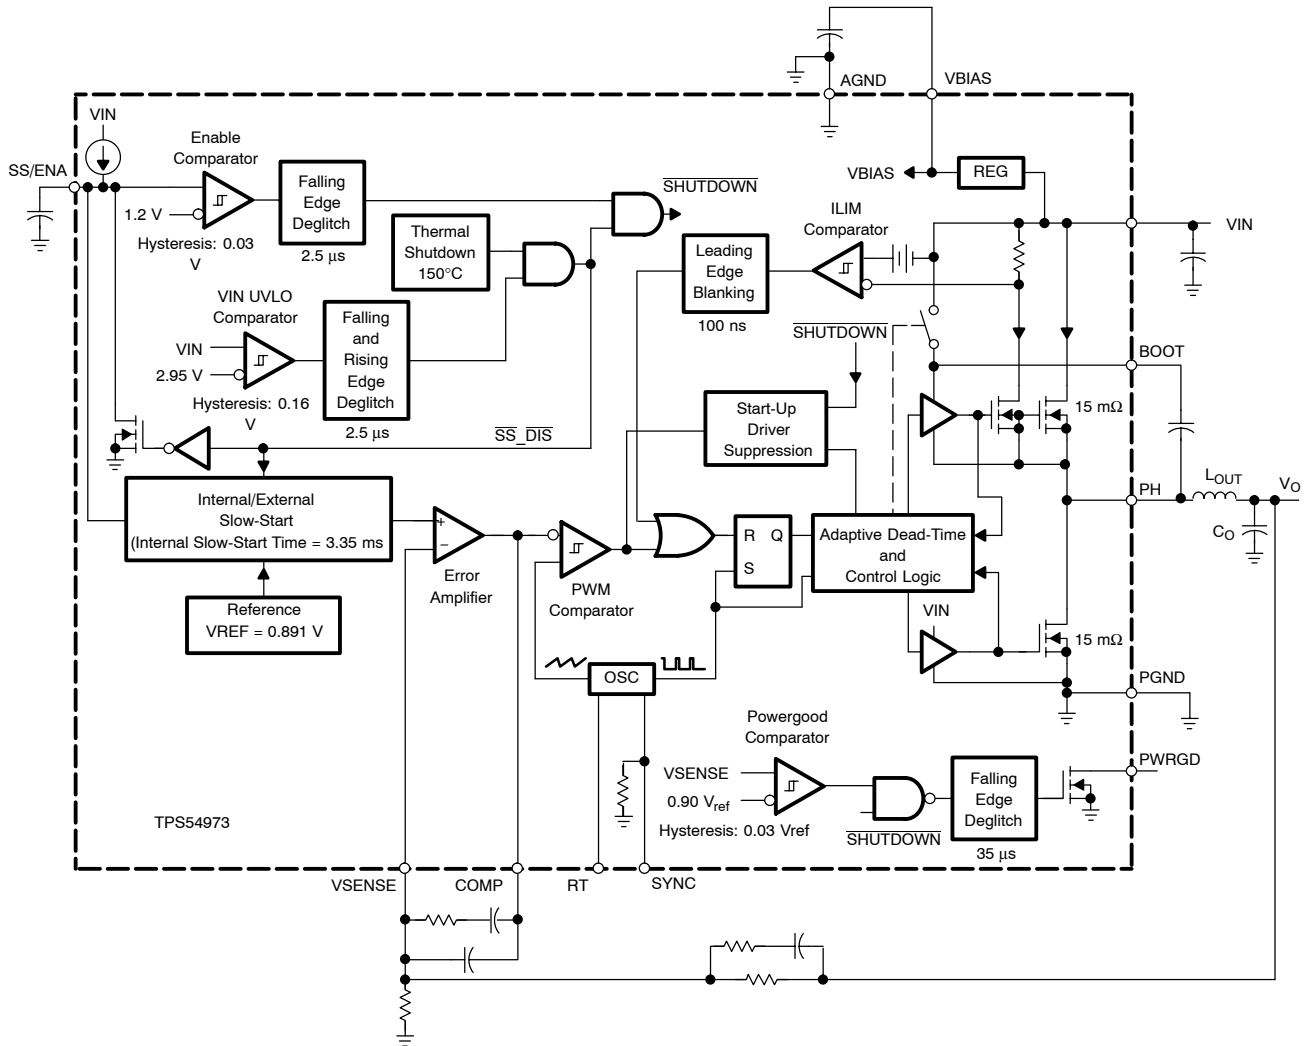 AGND
VBIAS
VIN
SS/ENA
Enable
Comparator
1.2 V
Hysteresis: 0.03
V
Falling
Edge
Deglitch
2.5 µs
Thermal
Shutdown
150°C
SHUTDOWN
VBIAS
REG
ILIM
Comparator
VIN
Leading
Edge
Blanking
100 ns
VIN UVLO
Comparator
VIN
2.95 V
Hysteresis: 0.16
V
Falling
and
Rising
Edge
Deglitch
2.5 µs
SHUTDOWN
BOOT
SS_DIS
Start-Up
Driver
Suppression
15 mΩ
Internal/External
Slow-Start
(Internal Slow-Start Time = 3.35 ms
Reference
VREF = 0.891 V
+
−
Error
Amplifier
PWM
Comparator
R Q
S
Adaptive Dead-Time
and
Control Logic
PH
LOUT
VO
CO
VIN
15 mΩ
OSC
PGND
Powergood
Comparator
VSENSE
0.90 Vref
Hysteresis: 0.03 Vref
SHUTDOWN
Falling
Edge
Deglitch
35 µs
PWRGD
TPS54973
VSENSE
COMP
RT
SYNC